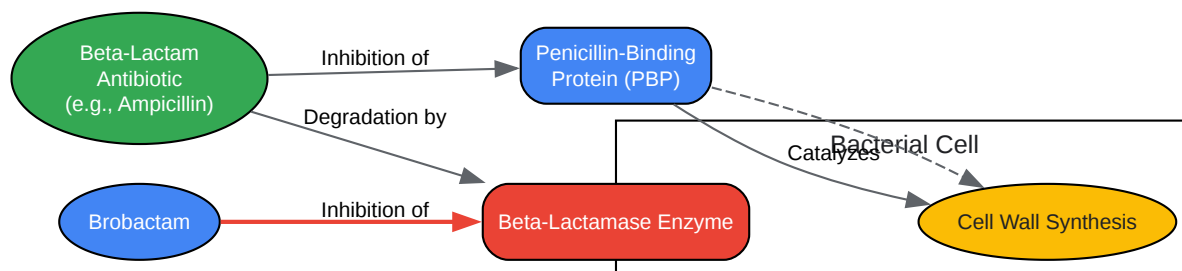 Beta-Lactam
Antibiotic
(e.g., Ampicillin)
Inhibition of
Penicillin-Binding
Protein (PBP)
Degradation by
Catalyzes
Bacterial Cell
Brobactam
Inhibition of
Beta-Lactamase Enzyme
Cell Wall Synthesis